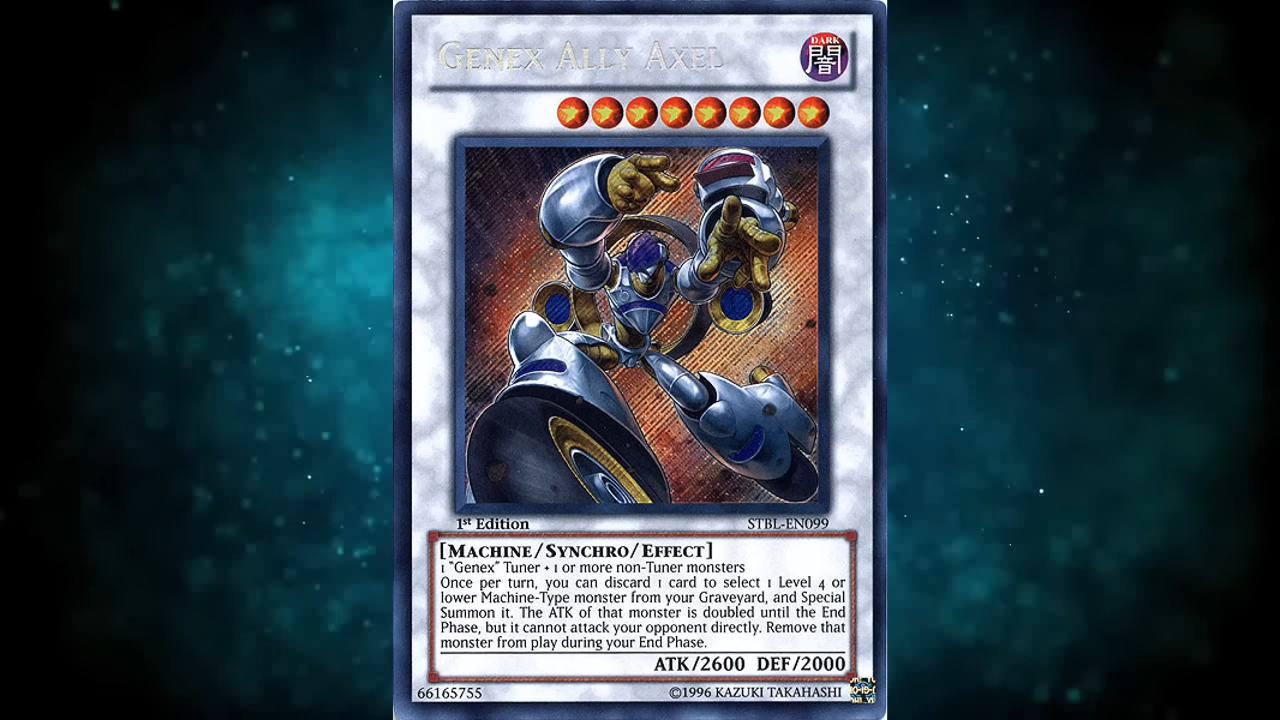 GENEX ALLY AXEL
DARK
闇
1st Edition
STBL-EN099
[MACHINE/SYNCHRO/EFFECT]
1 "Genex" Tuner + 1 or more non-Tuner monsters
Once per turn, you can discard 1 card to select 1 Level 4 or
lower Machine-Type monster from your Graveyard, and Special
Summon it. The ATK of that monster is doubled until the End
Phase, but it cannot attack your opponent directly. Remove that
monster from play during your End Phase.
ATK/2600 DEF/2000
66165755
©1996 KAZUKI TAKAHASHI